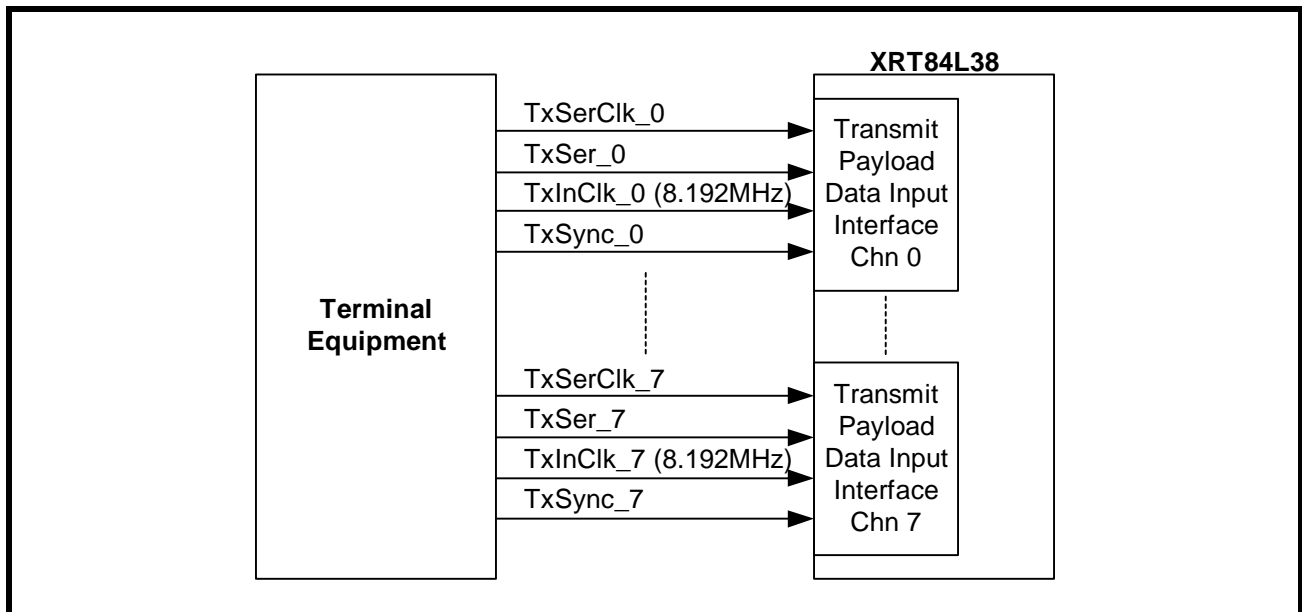 XRT84L38
Terminal
Equipment
TxSerClk_0
TxSer_0
TxInClk_0 (8.192MHz)
TxSync_0
Transmit
Payload
Data Input
Interface
Chn 0
TxSerClk_7
TxSer_7
TxInClk_7 (8.192MHz)
TxSync_7
Transmit
Payload
Data Input
Interface
Chn 7